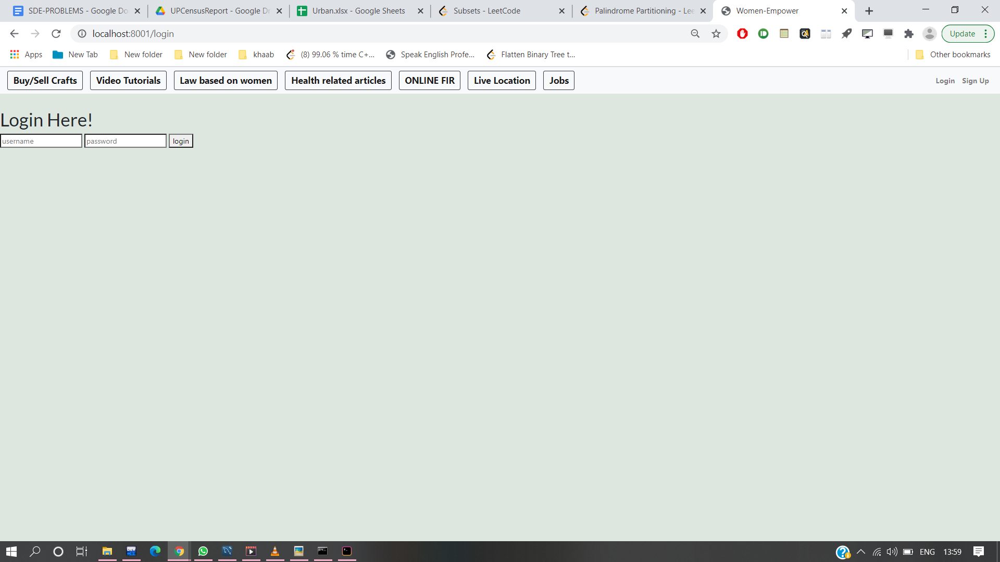 SDE-PROBLEMS - Google Do
UPCensusReport - Google Dr
Urban.xlsx - Google Sheets
Subsets - LeetCode
Palindrome Partitioning - Lee
Women-Empower
localhost:8001/login
Update
Apps
New Tab
New folder
New folder
khaab
(8) 99.06 % time C+...
Speak English Profe...
Flatten Binary Tree t...
Other bookmarks
Buy/Sell Crafts
Video Tutorials
Law based on women
Health related articles
ONLINE FIR
Live Location
Jobs
Login
Sign Up
Login Here!
username
password
login
DEV
ENG
13:59